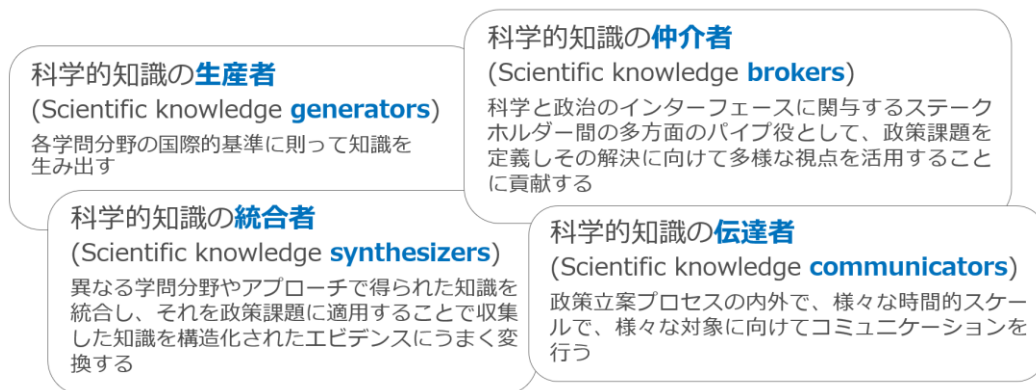 科学的知識の生産者
(Scientific knowledge generators)
各学問分野の国際的基準に則って知識を
生み出す
科学的知識の仲介者
(Scientific knowledge brokers)
科学と政治のインターフェースに関与するステーク
ホルダー間の多方面のパイプ役として、政策課題を
定義しその解決に向けて多様な視点を活用すること
に貢献する
科学的知識の統合者
(Scientific knowledge synthesizers)
異なる学問分野やアプローチで得られた知識を
統合し、それを政策課題に適用することで収集
した知識を構造化されたエビデンスにうまく変
換する
科学的知識の伝達者
(Scientific knowledge communicators)
政策立案プロセスの内外で、様々な時間的スケー
ルで、様々な対象に向けてコミュニケーションを
行う